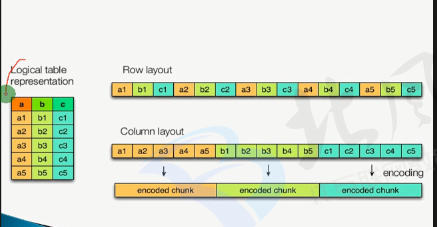 Logical table
representation
a b c
a1 b1 c1
a2 b2 c2
a3 b3 c3
a4 b4 c4
a5 b5 c5
Row layout
a1 b1 c1 a2 b2 c2 a3 b3 c3 a4 b4 c4 a5 b5 c5
Column layout
a1 a2 a3 a4 a5 b1 b2 b3 b4 b5 c1 c2 c3 c4 c5
encoding
encoded chunk encoded chunk encoded chunk